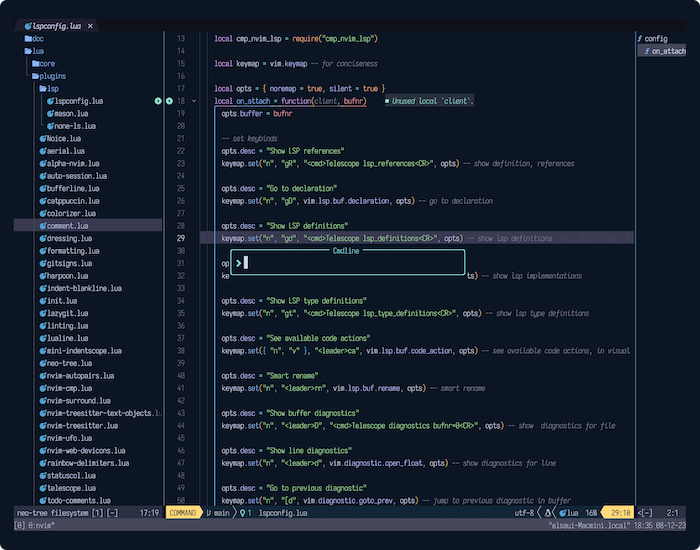 lspconfig.lua ×
doc
lua
core
plugins
lsp
lspconfig.lua
mason.lua
none-ls.lua
Noice.lua
aerial.lua
alpha-nvim.lua
auto-session.lua
bufferline.lua
catppuccin.lua
colorizer.lua
comment.lua
dressing.lua
formatting.lua
gitsigns.lua
harpoon.lua
indent-blankline.lua
init.lua
lazygit.lua
linting.lua
lualine.lua
mini-indentscope.lua
neo-tree.lua
nvim-autopairs.lua
nvim-cmp.lua
nvim-surround.lua
nvim-treesitter-text-objects.lu
nvim-treesitter.lua
nvim-ufo.lua
nvim-web-devicons.lua
rainbow-delimiters.lua
statuscol.lua
telescope.lua
todo-comments.lua
13 local cmp_nvim_lsp = require("cmp_nvim_lsp")
14
15 local keymap = vim.keymap -- for conciseness
16
17 local opts = { noremap = true, silent = true }
18 local on_attach = function(client, bufnr) ■ Unused local `client`.
19 opts.buffer = bufnr
20
21 -- set keybinds
22 opts.desc = "Show LSP references"
23 keymap.set("n", "gR", "<cmd>Telescope lsp_references<CR>", opts) -- show definition, references
24
25 opts.desc = "Go to declaration"
26 keymap.set("n", "gD", vim.lsp.buf.declaration, opts) -- go to declaration
27
28 opts.desc = "Show LSP definitions"
29 keymap.set("n", "gd", "<cmd>Telescope lsp_definitions<CR>", opts) -- show lsp definitions
30 Cmdline
31 op
32 ke ts) -- show lsp implementations
33
34 opts.desc = "Show LSP type definitions"
35 keymap.set("n", "gt", "<cmd>Telescope lsp_type_definitions<CR>", opts) -- show lsp type definitions
36
37 opts.desc = "See available code actions"
38 keymap.set({ "n", "v" }, "<leader>ca", vim.lsp.buf.code_action, opts) -- see available code actions, in visual
39
40 opts.desc = "Smart rename"
41 keymap.set("n", "<leader>rn", vim.lsp.buf.rename, opts) -- smart rename
42
43 opts.desc = "Show buffer diagnostics"
44 keymap.set("n", "<leader>D", "<cmd>Telescope diagnostics bufnr=0<CR>", opts) -- show  diagnostics for file
45
46 opts.desc = "Show line diagnostics"
47 keymap.set("n", "<leader>d", vim.diagnostic.open_float, opts) -- show diagnostics for line
48
49 opts.desc = "Go to previous diagnostic"
50 keymap.set("n", "[d", vim.diagnostic.goto_prev, opts) -- jump to previous diagnostic in buffer
config
on_attach
neo-tree filesystem [1] [-] 17:19 COMMAND main 1 lspconfig.lua utf-8 lua 16% 29:10 <[-] 2:1
[0] 0:nvim* "elsaui-Macmini.local" 18:35 08-12-23